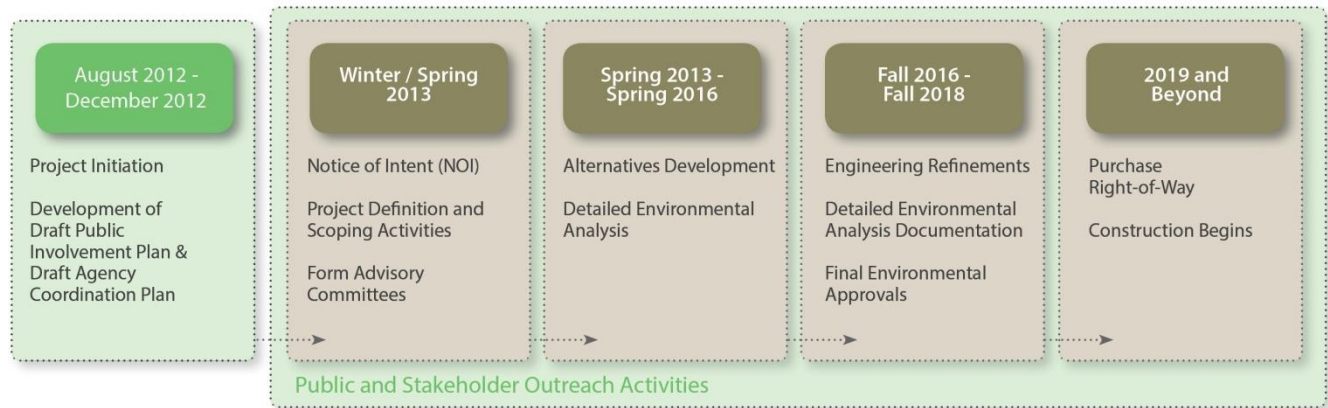 August 2012 -
December 2012
Project Initiation
Development of
Draft Public
Involvement Plan &
Draft Agency
Coordination Plan
Winter / Spring
2013
Notice of Intent (NOI)
Project Definition and
Scoping Activities
Form Advisory
Committees
Spring 2013 -
Spring 2016
Alternatives Development
Detailed Environmental
Analysis
Fall 2016 -
Fall 2018
Engineering Refinements
Detailed Environmental
Analysis Documentation
Final Environmental
Approvals
2019 and
Beyond
Purchase
Right-of-Way
Construction Begins
Public and Stakeholder Outreach Activities